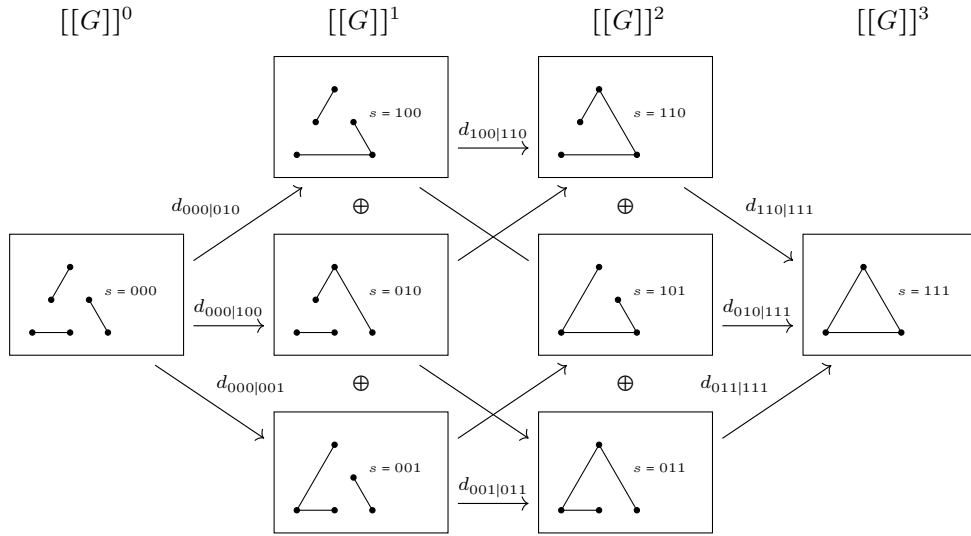 [[G]]⁰ [[G]]¹ [[G]]² [[G]]³
s = 100 d_{100|110} s = 110
d_{000|010} ⊕ ⊕ d_{110|111}
s = 000 d_{000|100} s = 010 s = 101 d_{010|111} s = 111
d_{000|001} ⊕ ⊕ d_{011|111}
s = 001 d_{001|011} s = 011